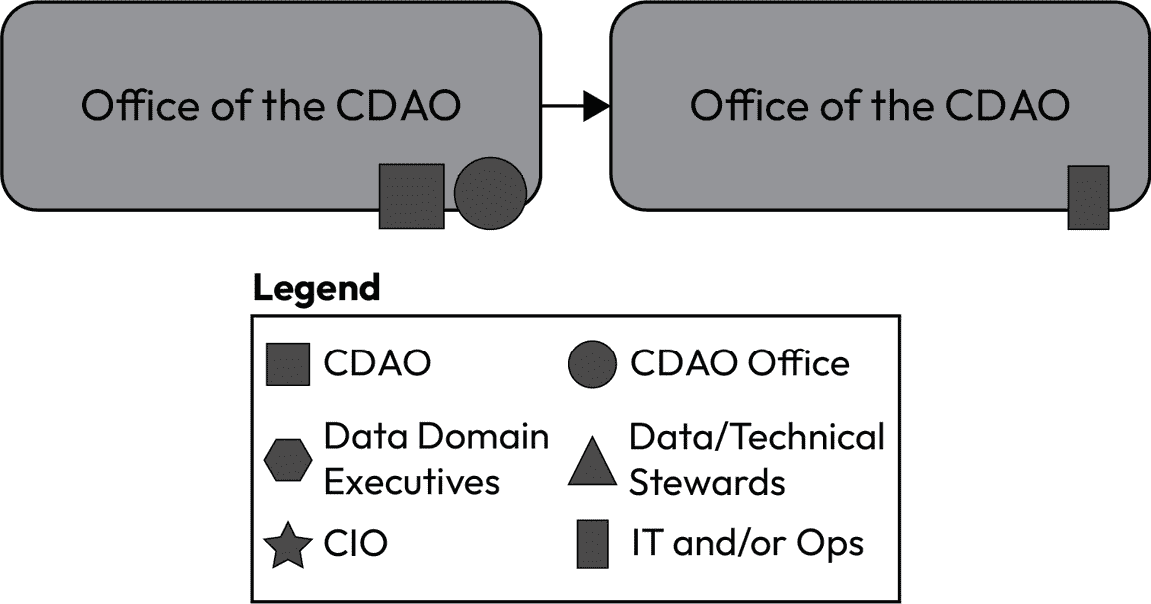 Office of the CDAO
Office of the CDAO
Legend
CDAO
CDAO Office
Data Domain
Executives
Data/Technical
Stewards
CIO
IT and/or Ops